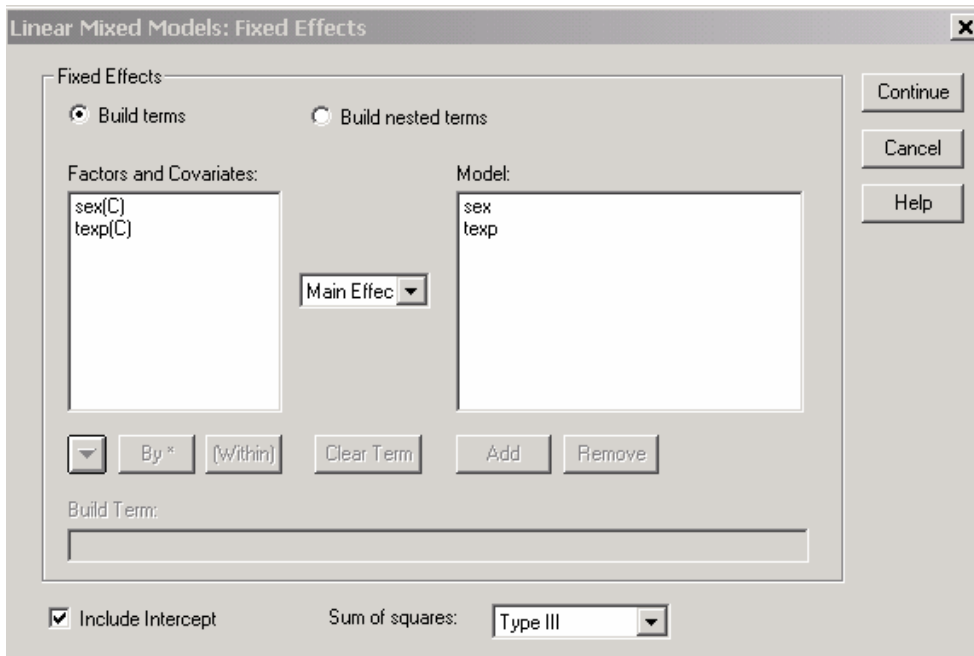 Linear Mixed Models: Fixed Effects
Fixed Effects
Build terms
Build nested terms
Continue
Cancel
Help
Factors and Covariates:
Model:
sex(C)
texp(C)
sex
texp
Main Effec
By *
(Within)
Clear Term
Add
Remove
Build Term:
Include Intercept
Sum of squares:
Type III